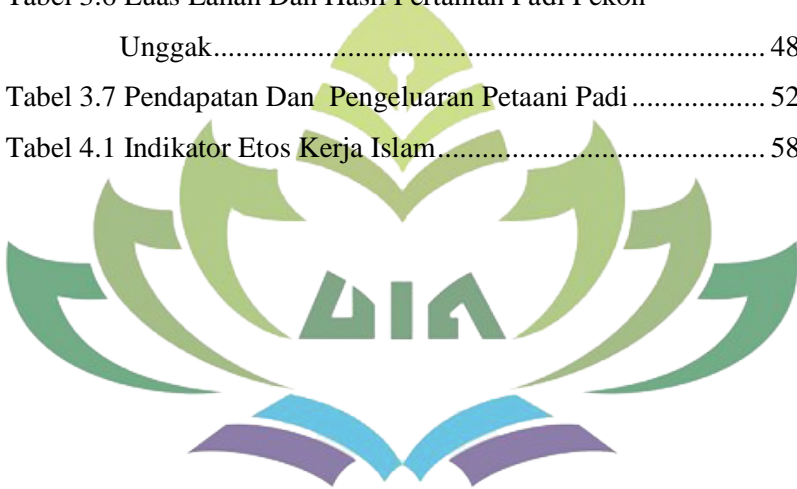 Tabel 3.6 Luas Lahan Dan Hasil Pertanian Padi Pekon
Unggak.......................................................................... 48
Tabel 3.7 Pendapatan Dan  Pengeluaran Petaani Padi.................. 52
Tabel 4.1 Indikator Etos Kerja Islam............................................ 58
UIN